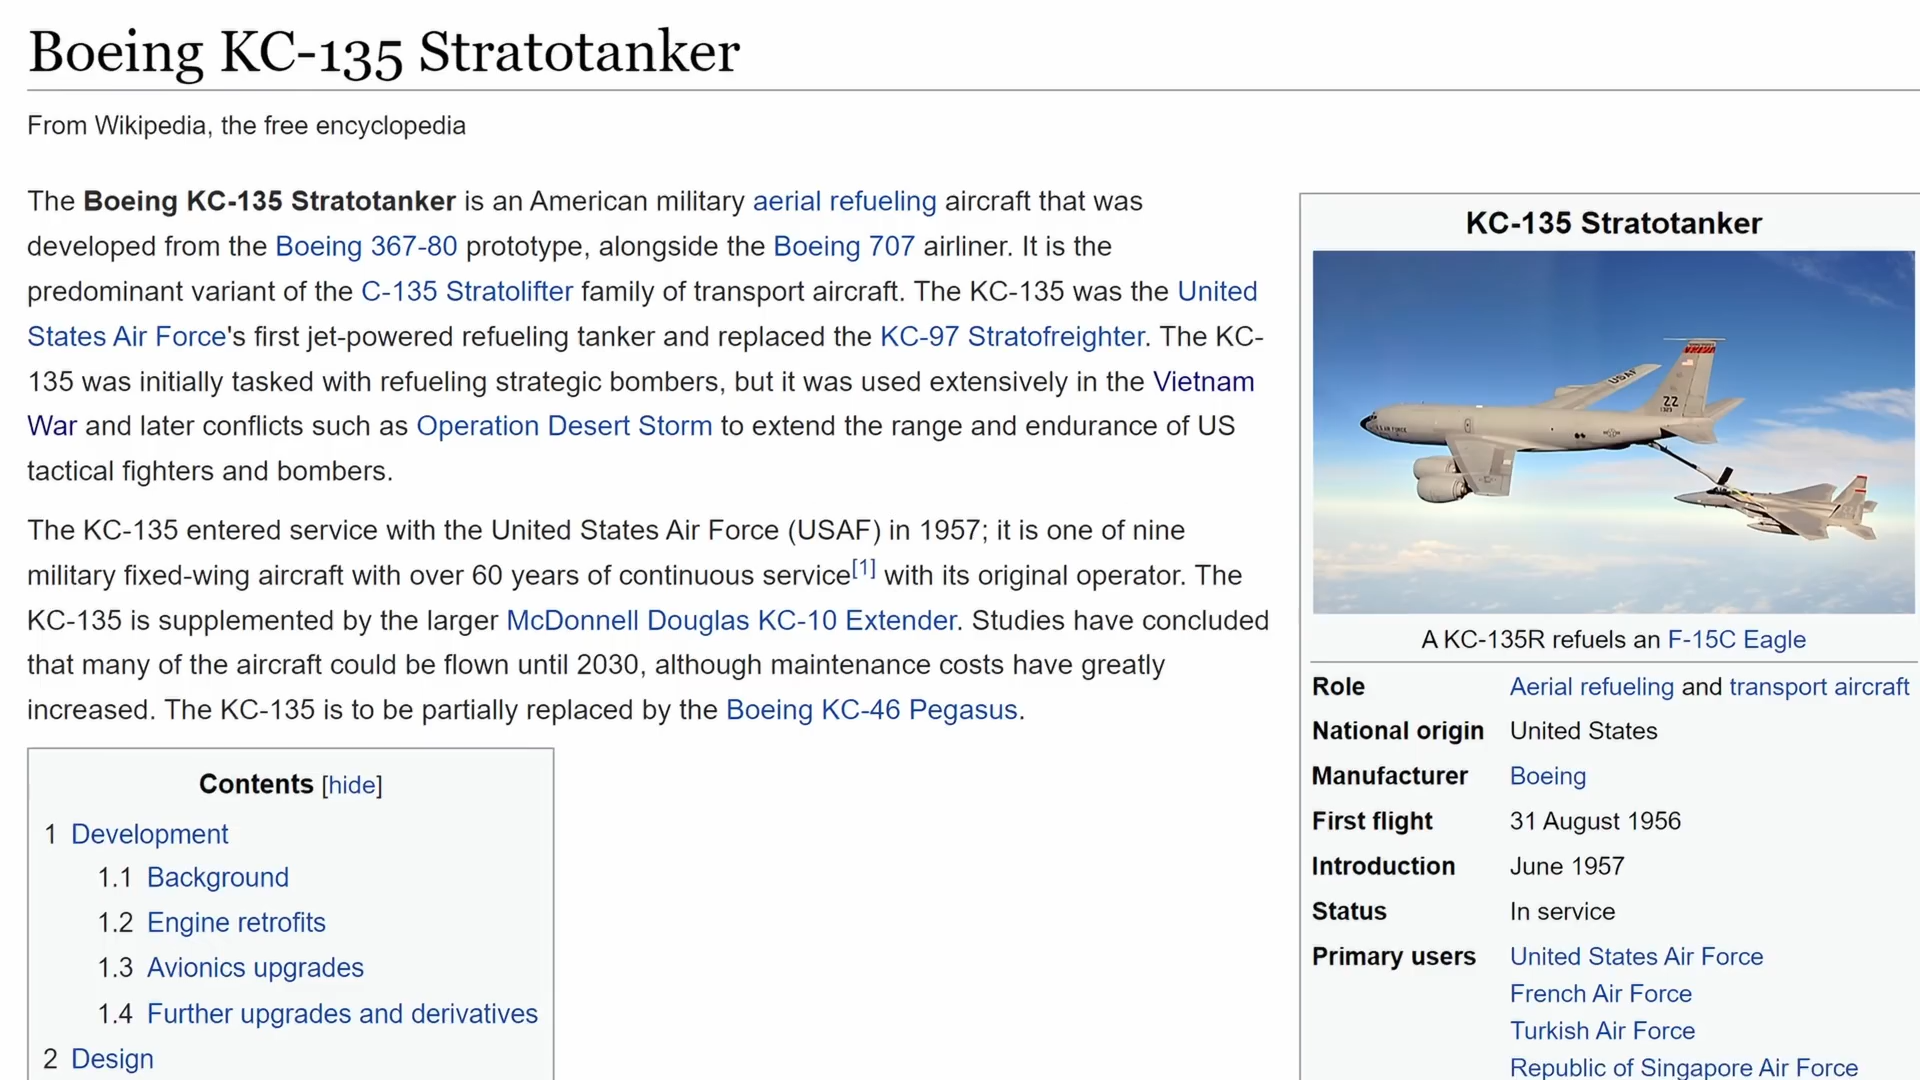 Boeing KC-135 Stratotanker
From Wikipedia, the free encyclopedia
The Boeing KC-135 Stratotanker is an American military aerial refueling aircraft that was
developed from the Boeing 367-80 prototype, alongside the Boeing 707 airliner. It is the
predominant variant of the C-135 Stratolifter family of transport aircraft. The KC-135 was the United
States Air Force's first jet-powered refueling tanker and replaced the KC-97 Stratofreighter. The KC-
135 was initially tasked with refueling strategic bombers, but it was used extensively in the Vietnam
War and later conflicts such as Operation Desert Storm to extend the range and endurance of US
tactical fighters and bombers.
The KC-135 entered service with the United States Air Force (USAF) in 1957; it is one of nine
military fixed-wing aircraft with over 60 years of continuous service[1] with its original operator. The
KC-135 is supplemented by the larger McDonnell Douglas KC-10 Extender. Studies have concluded
that many of the aircraft could be flown until 2030, although maintenance costs have greatly
increased. The KC-135 is to be partially replaced by the Boeing KC-46 Pegasus.
Contents [hide]
1 Development
1.1 Background
1.2 Engine retrofits
1.3 Avionics upgrades
1.4 Further upgrades and derivatives
2 Design
KC-135 Stratotanker
USAF
ZZ
A KC-135R refuels an F-15C Eagle
Role Aerial refueling and transport aircraft
National origin United States
Manufacturer Boeing
First flight 31 August 1956
Introduction June 1957
Status In service
Primary users United States Air Force
French Air Force
Turkish Air Force
Republic of Singapore Air Force